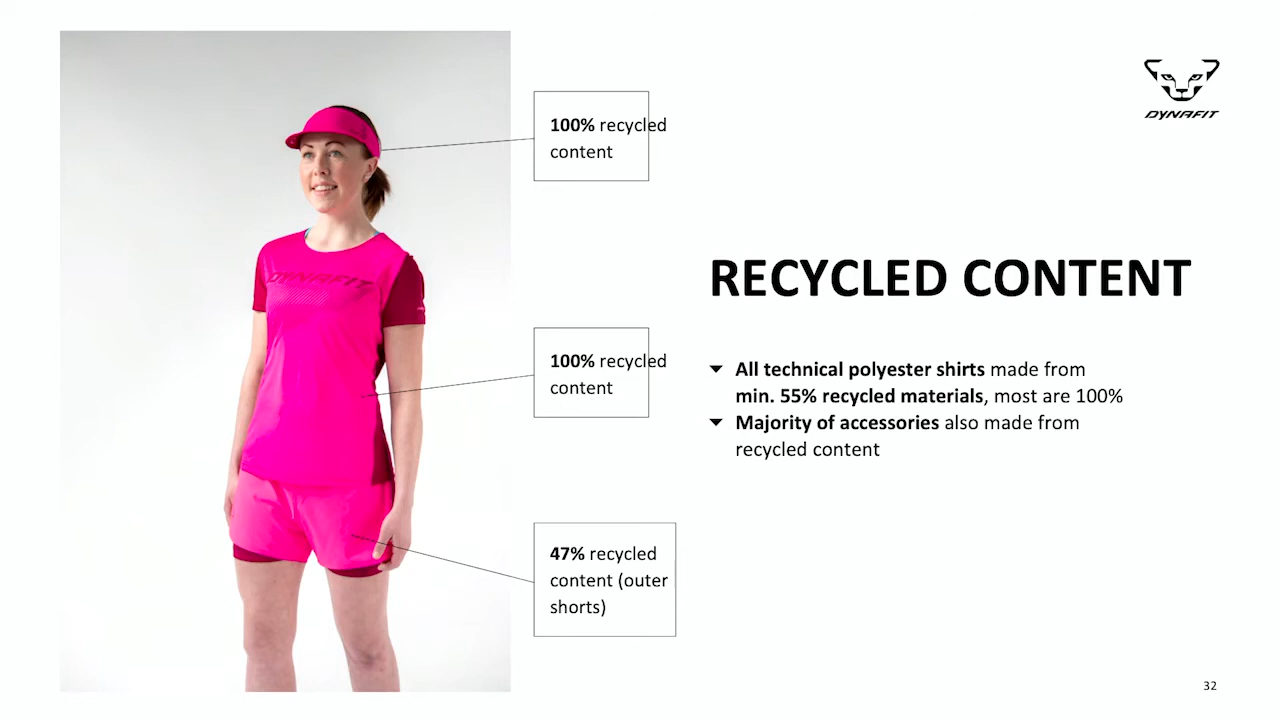 100% recycled
content
DYNAFIT
DYNAFIT
RECYCLED CONTENT
100% recycled
content
▼ All technical polyester shirts made from
min. 55% recycled materials, most are 100%
▼ Majority of accessories also made from
recycled content
47% recycled
content (outer
shorts)
32